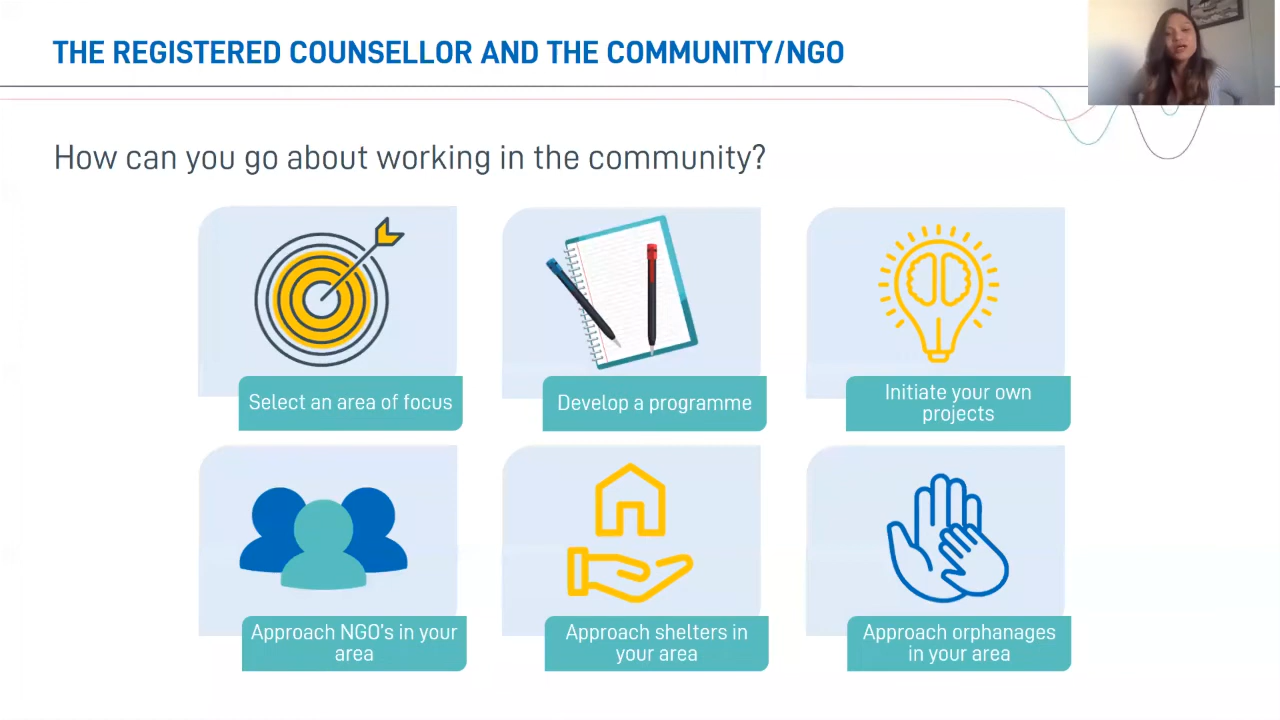 THE REGISTERED COUNSELLOR AND THE COMMUNITY/NGO
How can you go about working in the community?
Select an area of focus
Develop a programme
Initiate your own
projects
Approach NGO's in your
area
Approach shelters in
your area
Approach orphanages
in your area